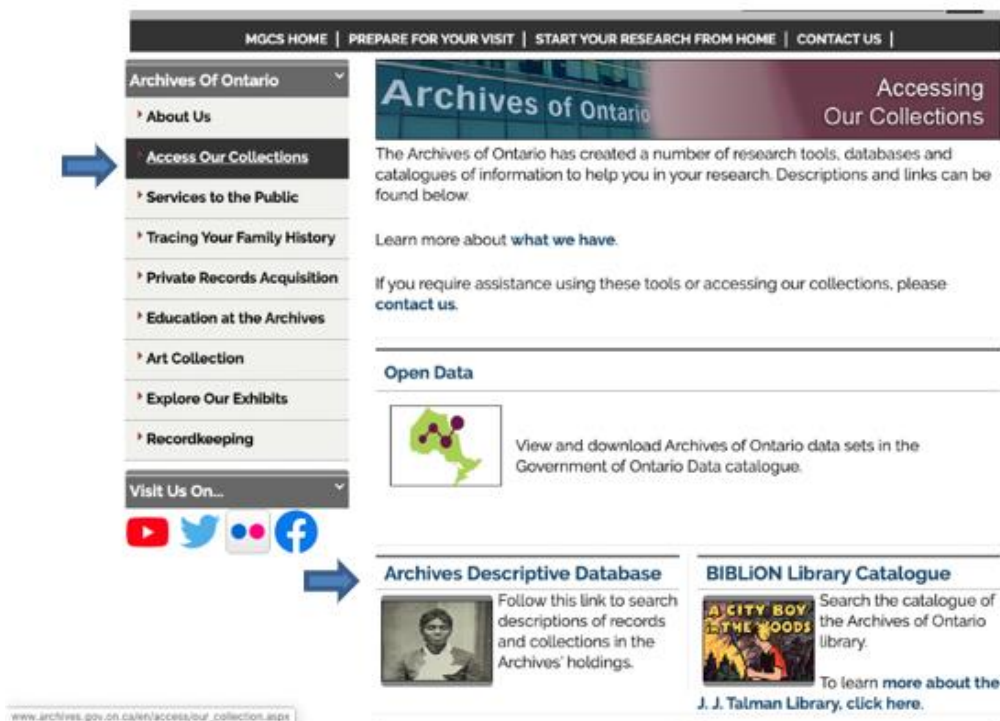 MGCS HOME | PREPARE FOR YOUR VISIT | START YOUR RESEARCH FROM HOME | CONTACT US |
Archives Of Ontario
About Us
Access Our Collections
Services to the Public
Tracing Your Family History
Private Records Acquisition
Education at the Archives
Art Collection
Explore Our Exhibits
Recordkeeping
Visit Us On...
Archives of Ontario
Accessing
Our Collections
The Archives of Ontario has created a number of research tools, databases and
catalogues of information to help you in your research. Descriptions and links can be
found below.
Learn more about what we have.
If you require assistance using these tools or accessing our collections, please
contact us.
Open Data
View and download Archives of Ontario data sets in the
Government of Ontario Data catalogue.
Archives Descriptive Database
Follow this link to search
descriptions of records
and collections in the
Archives' holdings.
BIBLiON Library Catalogue
A CITY BOY
IN THE WOODS
Search the catalogue of
the Archives of Ontario
library.
To learn more about the
J. J. Talman Library, click here.
www.archives.gov.on.ca/en/access/our_collection.aspx